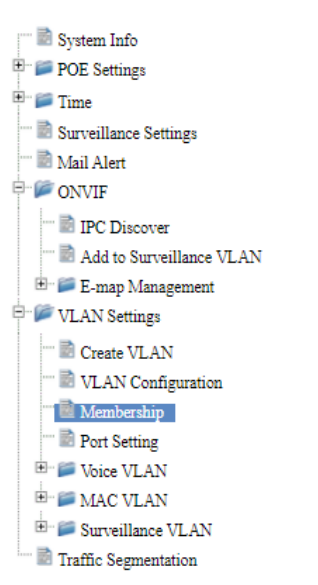 System Info
POE Settings
Time
Surveillance Settings
Mail Alert
ONVIF
IPC Discover
Add to Surveillance VLAN
E-map Management
VLAN Settings
Create VLAN
VLAN Configuration
Membership
Port Setting
Voice VLAN
MAC VLAN
Surveillance VLAN
Traffic Segmentation